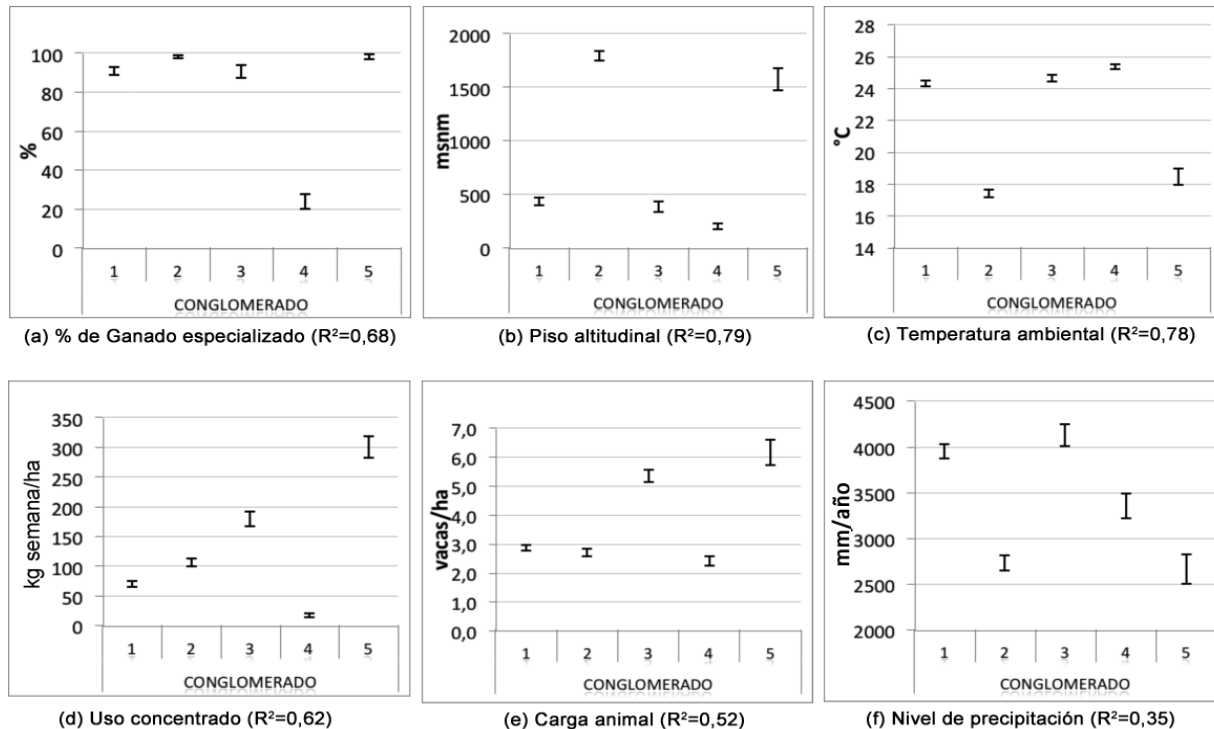 100
80
60
40
20
0
%
1 2 3 4 5
CONGLOMERADO
(a) % de Ganado especializado (R²=0,68)
2000
1500
1000
500
0
msnm
1 2 3 4 5
CONGLOMERADO
(b) Piso altitudinal (R²=0,79)
28
26
24
22
20
18
16
14
°C
1 2 3 4 5
CONGLOMERADO
(c) Temperatura ambiental (R²=0,78)
350
300
250
200
150
100
50
0
kg semana/ha
1 2 3 4 5
CONGLOMERADO
(d) Uso concentrado (R²=0,62)
7,0
6,0
5,0
4,0
3,0
2,0
1,0
0,0
vacas/ha
1 2 3 4 5
CONGLOMERADO
(e) Carga animal (R²=0,52)
4500
4000
3500
3000
2500
2000
mm/año
1 2 3 4 5
CONGLOMERADO
(f) Nivel de precipitación (R²=0,35)